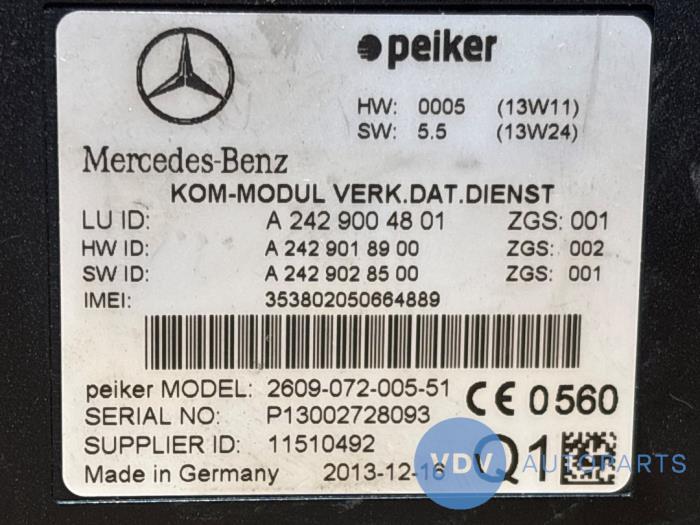 peiker
HW: 0005 (13W11)
SW: 5.5 (13W24)
Mercedes-Benz
KOM-MODUL VERK.DAT.DIENST
LU ID: A 242 900 48 01 ZGS: 001
HW ID: A 242 901 89 00 ZGS: 002
SW ID: A 242 902 85 00 ZGS: 001
IMEI: 353802050664889
peiker MODEL: 2609-072-005-51 CE 0560
SERIAL NO: P13002728093
SUPPLIER ID: 11510492 Q1
Made in Germany 2013-12-16
VDV AUTOPARTS